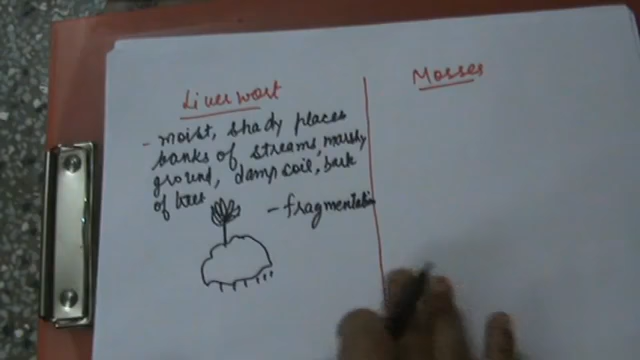 Liverwort
Mosses
- moist, shady places
banks of streams, marshy
ground, damp soil, bark
of trees
- fragmentation